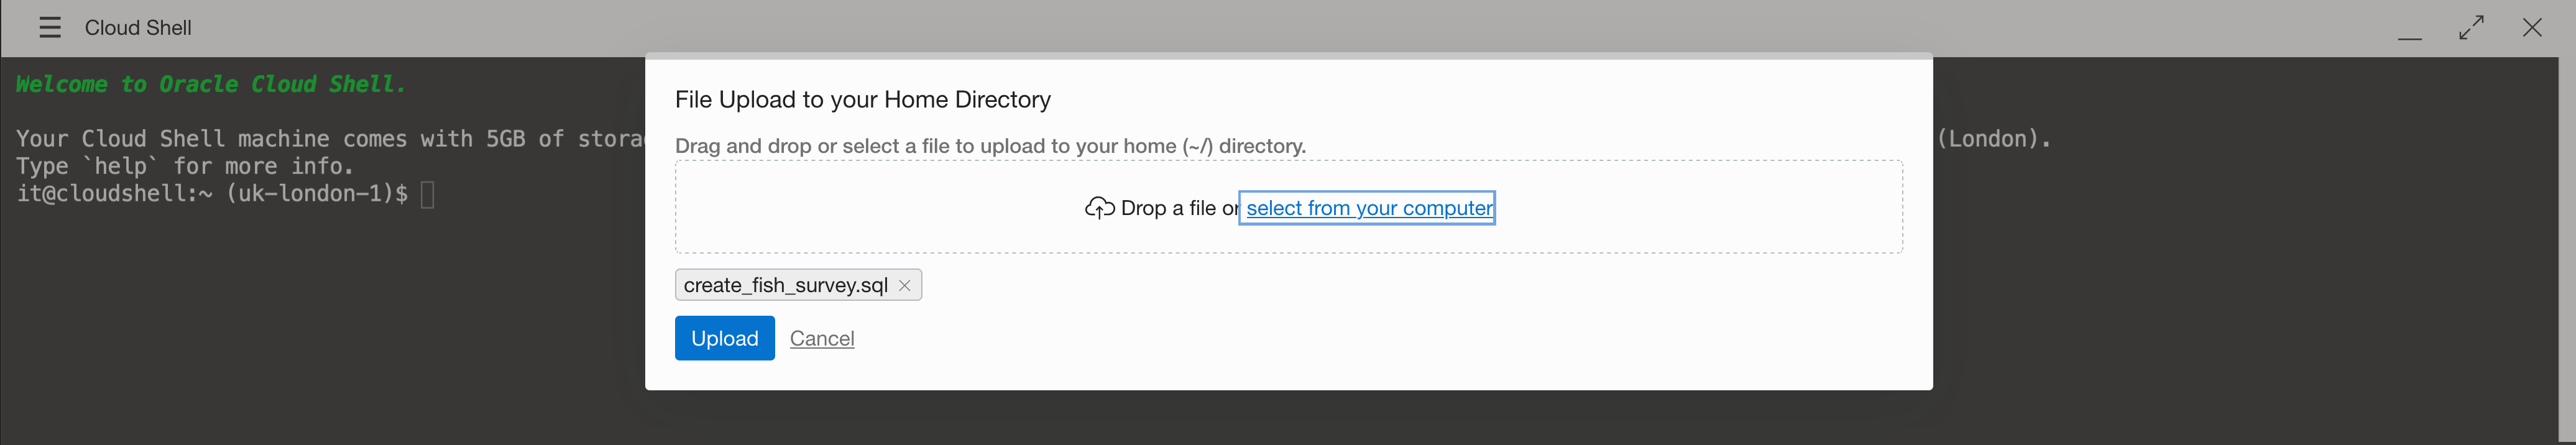 Cloud Shell
Welcome to Oracle Cloud Shell.
Your Cloud Shell machine comes with 5GB of (London).
Type `help` for more info.
it@cloudshell:~ (uk-london-1)$
File Upload to your Home Directory
Drag and drop or select a file to upload to your home (~/) directory.
Drop a file or select from your computer
create_fish_survey.sql
Upload Cancel